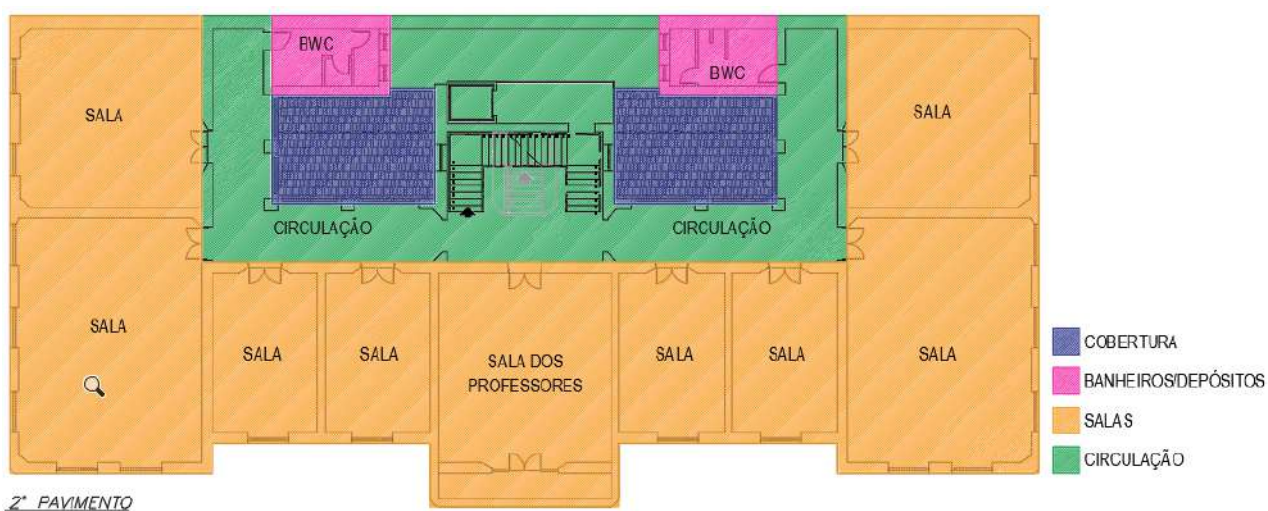 BWC
BWC
SALA
SALA
CIRCULAÇÃO
CIRCULAÇÃO
SALA
SALA
SALA
SALA DOS
PROFESSORES
SALA
SALA
SALA
COBERTURA
BANHEIROS/DEPÓSITOS
SALAS
CIRCULAÇÃO
2° PAVIMENTO